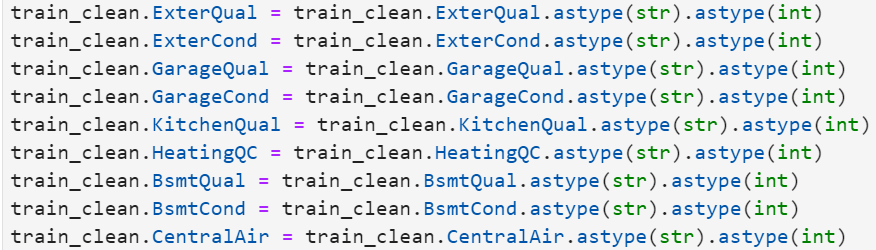 train_clean.ExterQual = train_clean.ExterQual.astype(str).astype(int)
train_clean.ExterCond = train_clean.ExterCond.astype(str).astype(int)
train_clean.GarageQual = train_clean.GarageQual.astype(str).astype(int)
train_clean.GarageCond = train_clean.GarageCond.astype(str).astype(int)
train_clean.KitchenQual = train_clean.KitchenQual.astype(str).astype(int)
train_clean.HeatingQC = train_clean.HeatingQC.astype(str).astype(int)
train_clean.BsmtQual = train_clean.BsmtQual.astype(str).astype(int)
train_clean.BsmtCond = train_clean.BsmtCond.astype(str).astype(int)
train_clean.CentralAir = train_clean.CentralAir.astype(str).astype(int)